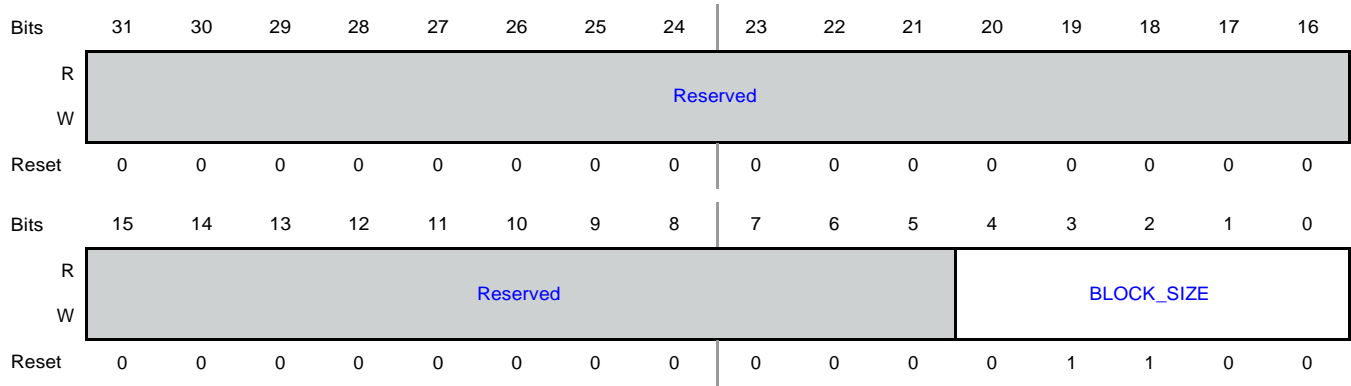 Bits 31 30 29 28 27 26 25 24 23 22 21 20 19 18 17 16
R
Reserved
W
Reset 0 0 0 0 0 0 0 0 0 0 0 0 0 0 0 0
Bits 15 14 13 12 11 10 9 8 7 6 5 4 3 2 1 0
R
Reserved BLOCK_SIZE
W
Reset 0 0 0 0 0 0 0 0 0 0 0 0 1 1 0 0